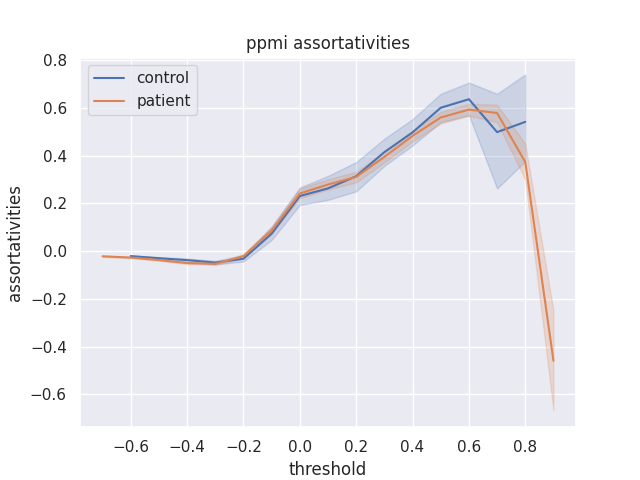 ppmi assortativities
control
patient
0.8
0.6
0.4
0.2
0.0
−0.2
−0.4
−0.6
assortativities
−0.6 −0.4 −0.2 0.0 0.2 0.4 0.6 0.8
threshold